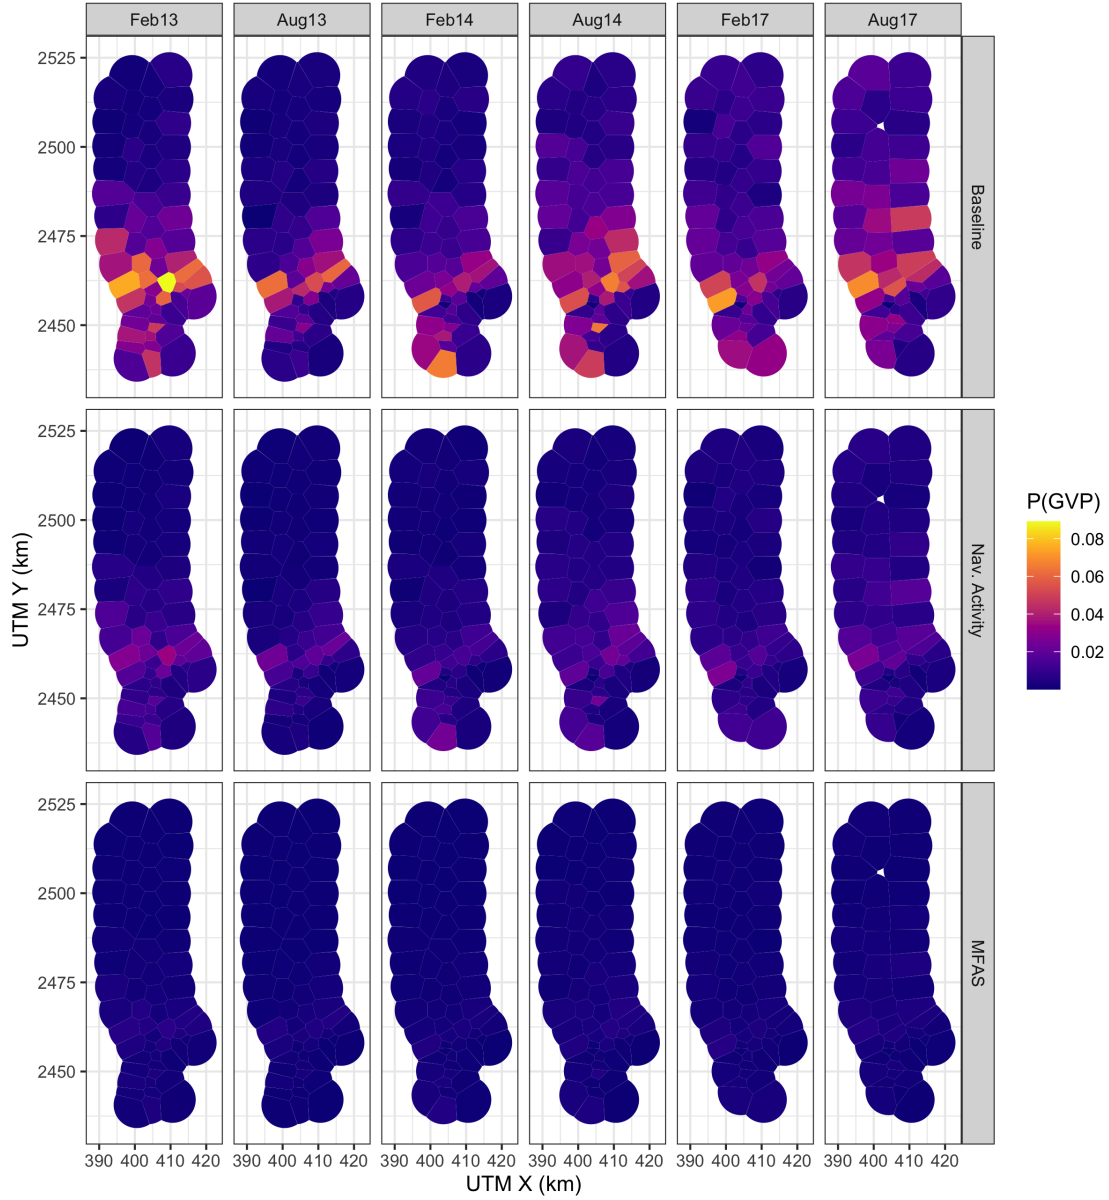 Feb13 Aug13 Feb14 Aug14 Feb17 Aug17
2525
2500
2475
2450
Baseline
2525
2500
2475
2450
Nav. Activity
2525
2500
2475
2450
MFAS
UTM Y (km)
390 400 410 420 390 400 410 420 390 400 410 420 390 400 410 420 390 400 410 420 390 400 410 420
UTM X (km)
P(GVP)
0.08
0.06
0.04
0.02